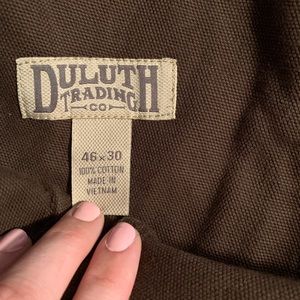 DULUTH
TRADING
CO
46x30
100% COTTON
MADE IN
VIETNAM